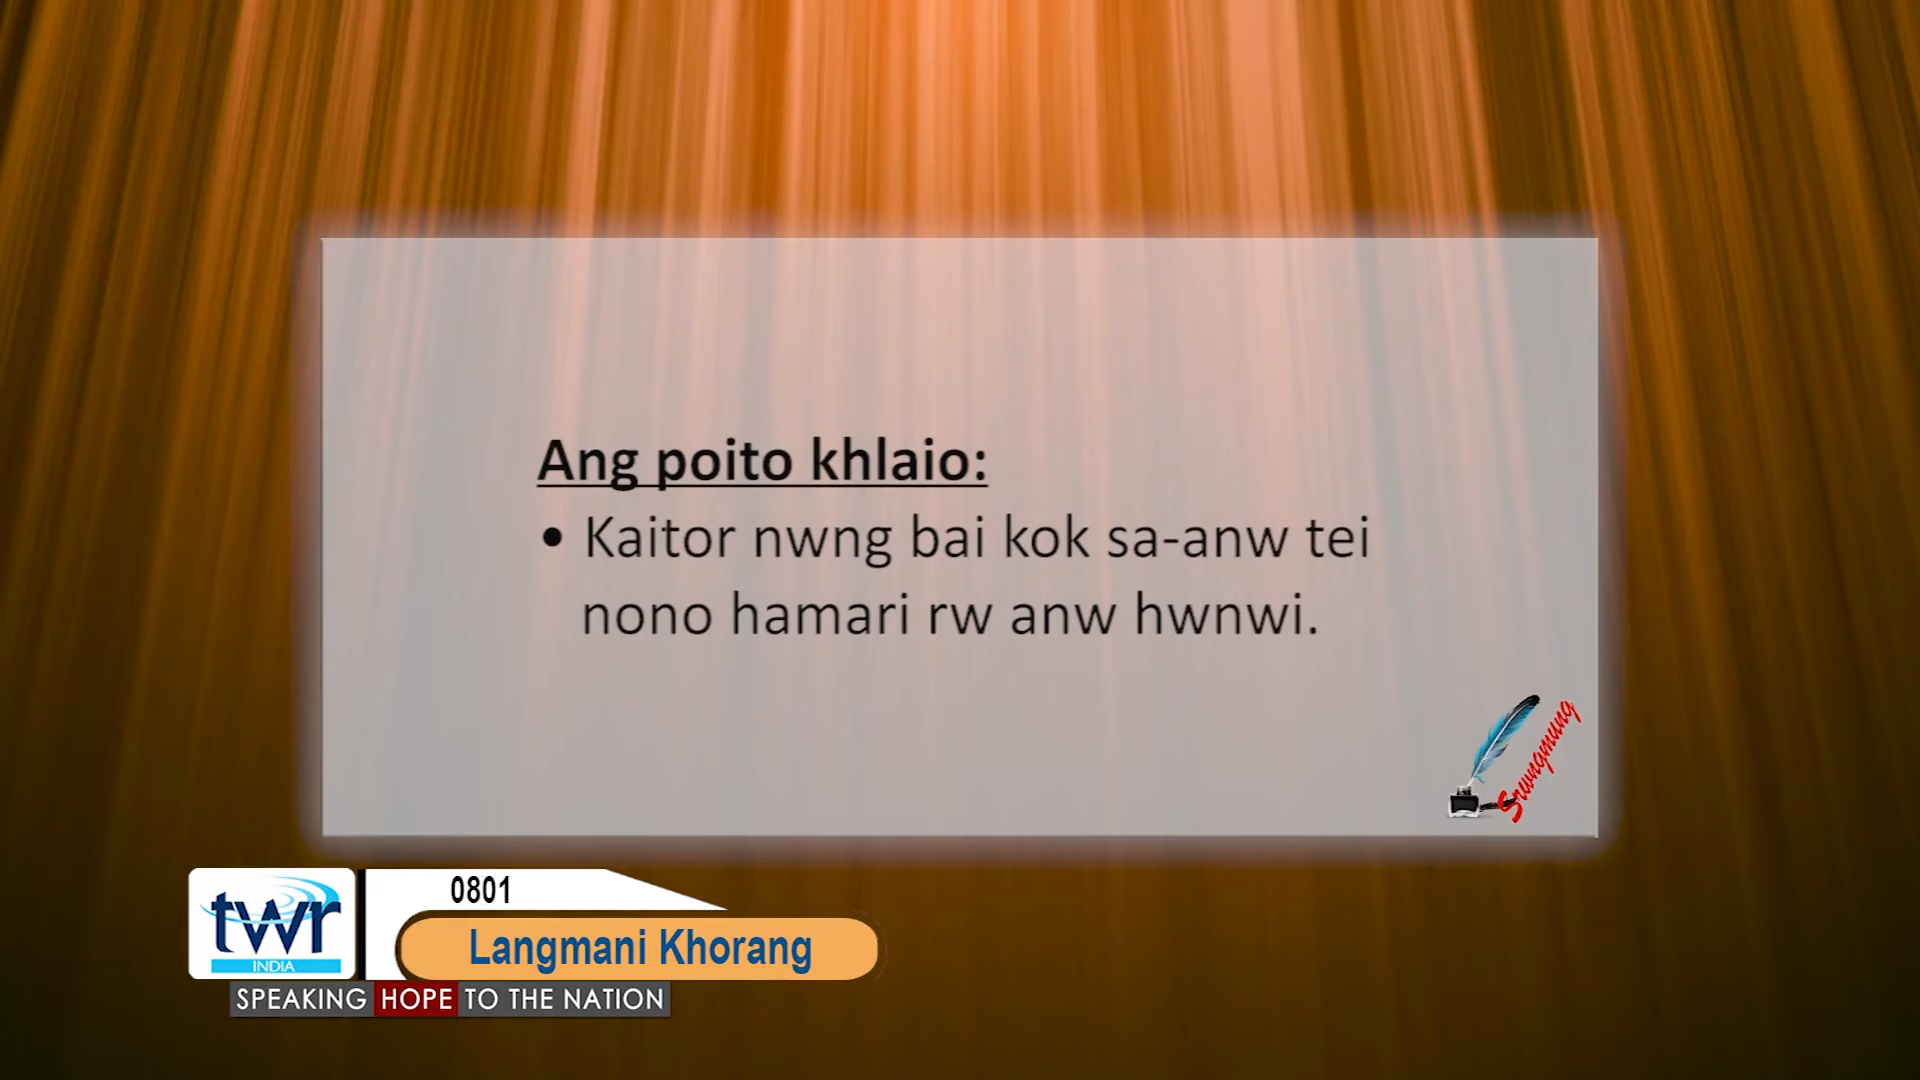 Ang poito khlaio:
• Kaitor nwng bai kok sa-anw tei
nono hamari rw anw hwnwi.
Srwngmung
twr
INDIA
0801
Langmani Khorang
SPEAKING HOPE TO THE NATION